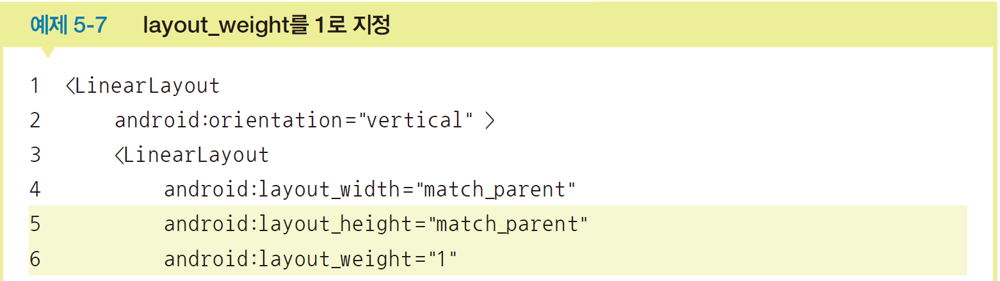 예제 5-7 layout_weight를 1로 지정
1 <LinearLayout
2 android:orientation="vertical" >
3 <LinearLayout
4 android:layout_width="match_parent"
5 android:layout_height="match_parent"
6 android:layout_weight="1"